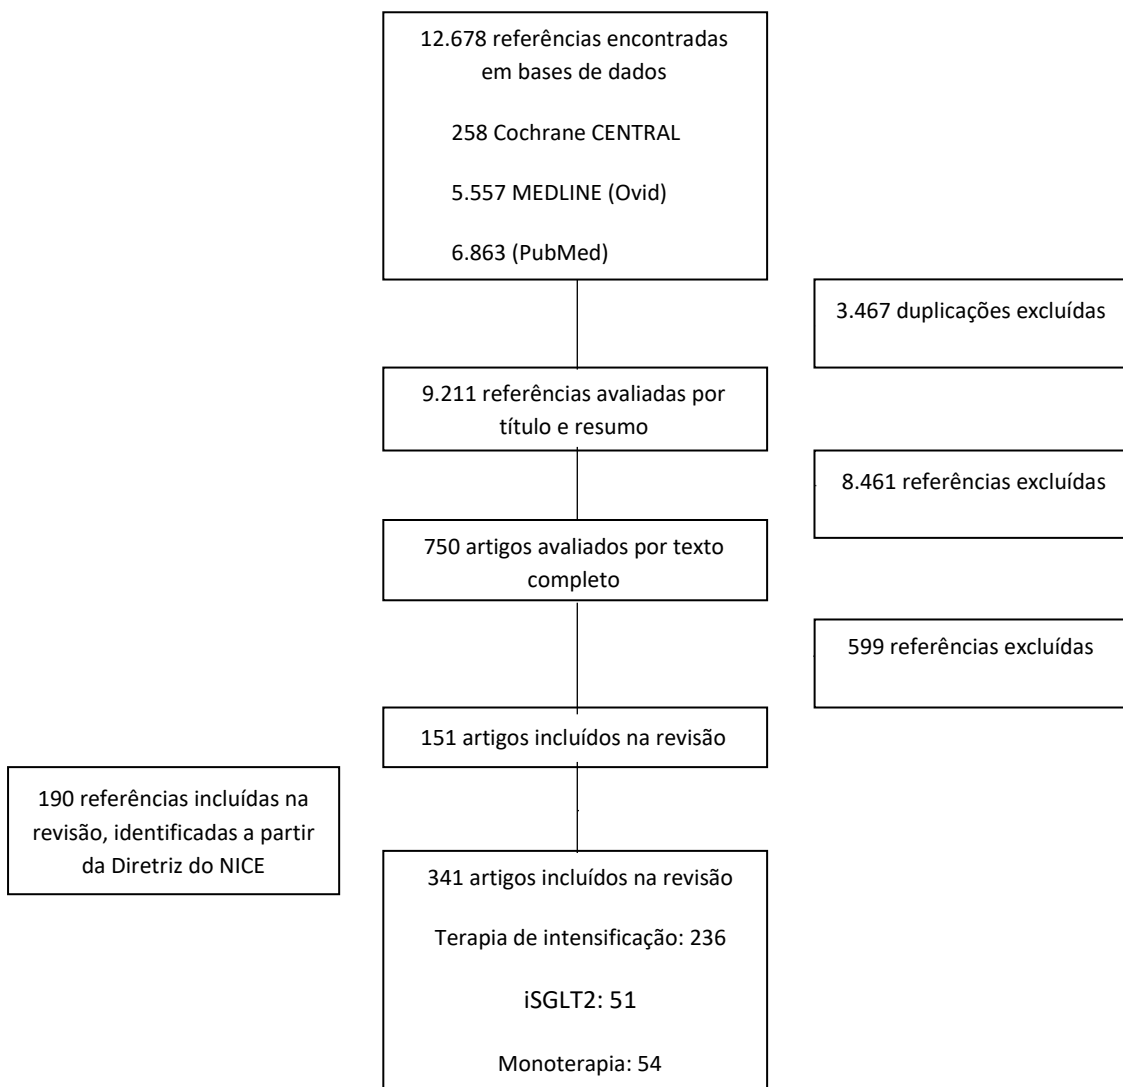 12.678 referências encontradas
em bases de dados
258 Cochrane CENTRAL
5.557 MEDLINE (Ovid)
6.863 (PubMed)
3.467 duplicações excluídas
9.211 referências avaliadas por
título e resumo
8.461 referências excluídas
750 artigos avaliados por texto
completo
599 referências excluídas
151 artigos incluídos na revisão
190 referências incluídas na
revisão, identificadas a partir
da Diretriz do NICE
341 artigos incluídos na revisão
Terapia de intensificação: 236
iSGLT2: 51
Monoterapia: 54